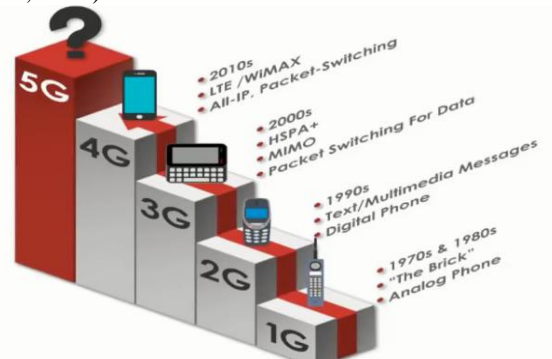 ?
5G
2010s
LTE /WiMAX
All-IP, Packet-Switching
4G
2000s
HSPA+
MIMO
Packet Switching For Data
3G
1990s
Text/Multimedia Messages
Digital Phone
2G
1970s & 1980s
"The Brick"
Analog Phone
1G